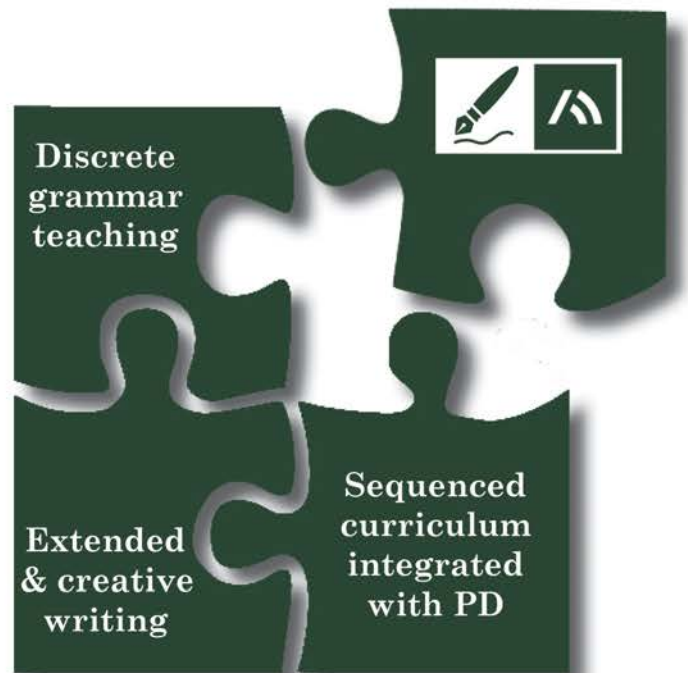 Discrete
grammar
teaching
Extended
& creative
writing
Sequenced
curriculum
integrated
with PD